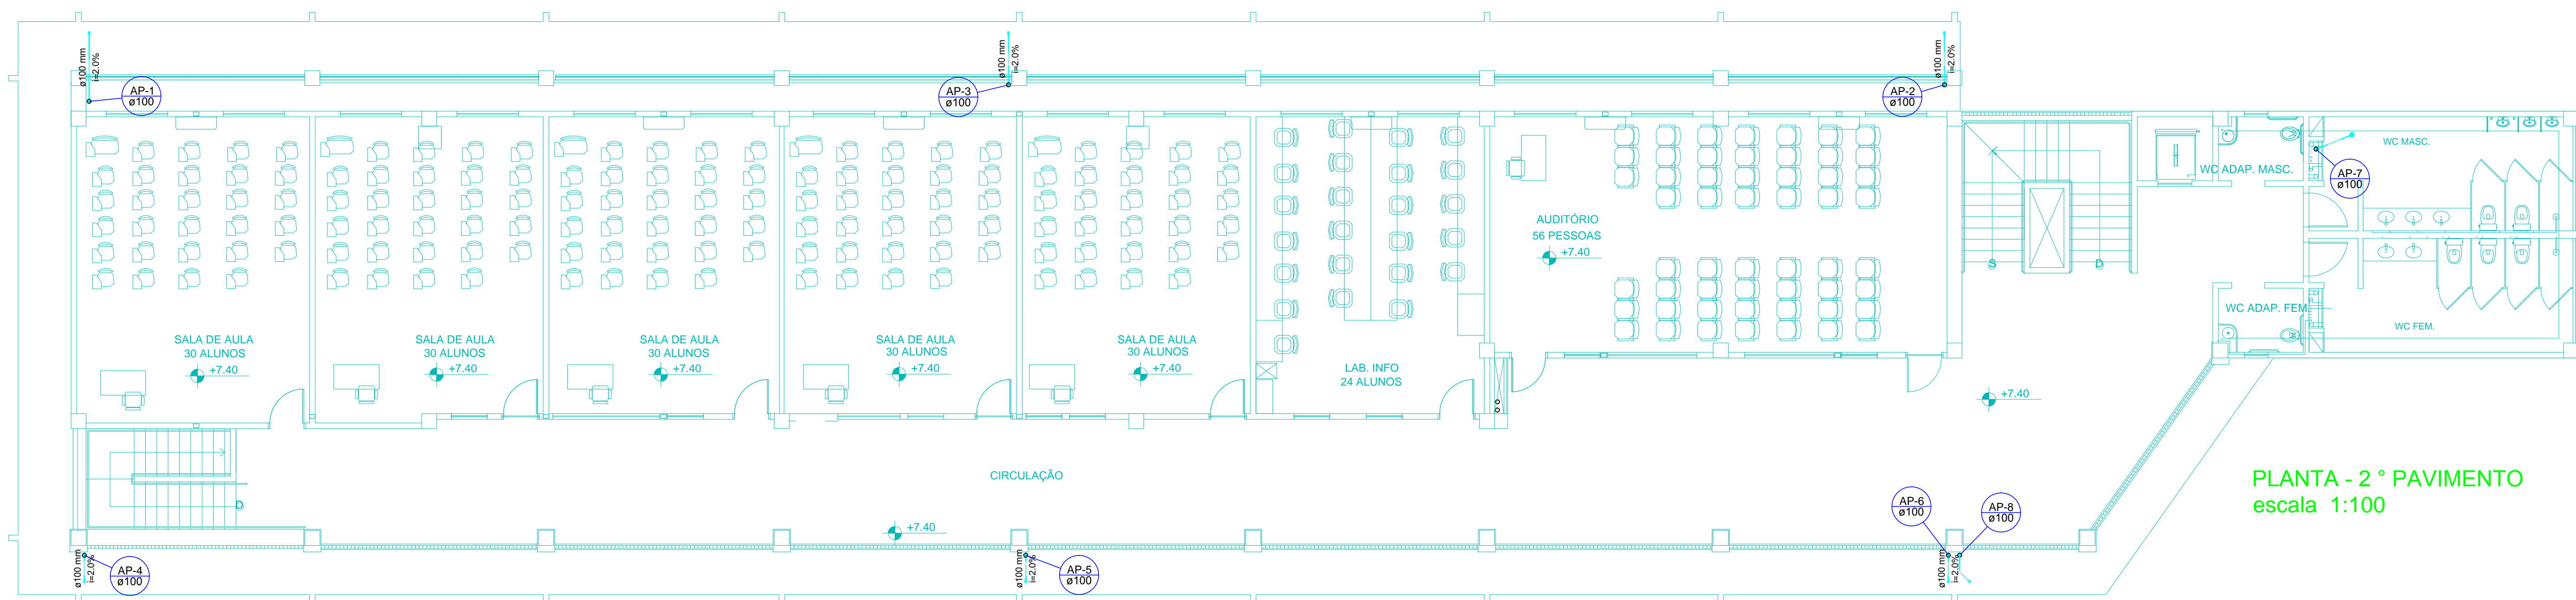 ø100 mm
i=2.0%
AP-1
ø100
AP-3
ø100
ø100 mm
i=2.0%
AP-2
ø100
ø100 mm
i=2.0%
WC MASC.
WC ADAP. MASC.
AP-7
ø100
AUDITÓRIO
56 PESSOAS
+7.40
S
D
WC ADAP. FEM.
WC FEM.
SALA DE AULA
30 ALUNOS
+7.40
SALA DE AULA
30 ALUNOS
+7.40
SALA DE AULA
30 ALUNOS
+7.40
SALA DE AULA
30 ALUNOS
+7.40
SALA DE AULA
30 ALUNOS
+7.40
LAB. INFO
24 ALUNOS
+7.40
CIRCULAÇÃO
D
+7.40
PLANTA - 2 ° PAVIMENTO
escala 1:100
AP-6
ø100
AP-8
ø100
ø100 mm
i=2.0%
AP-4
ø100
ø100 mm
i=2.0%
AP-5
ø100
ø100 mm
i=2.0%